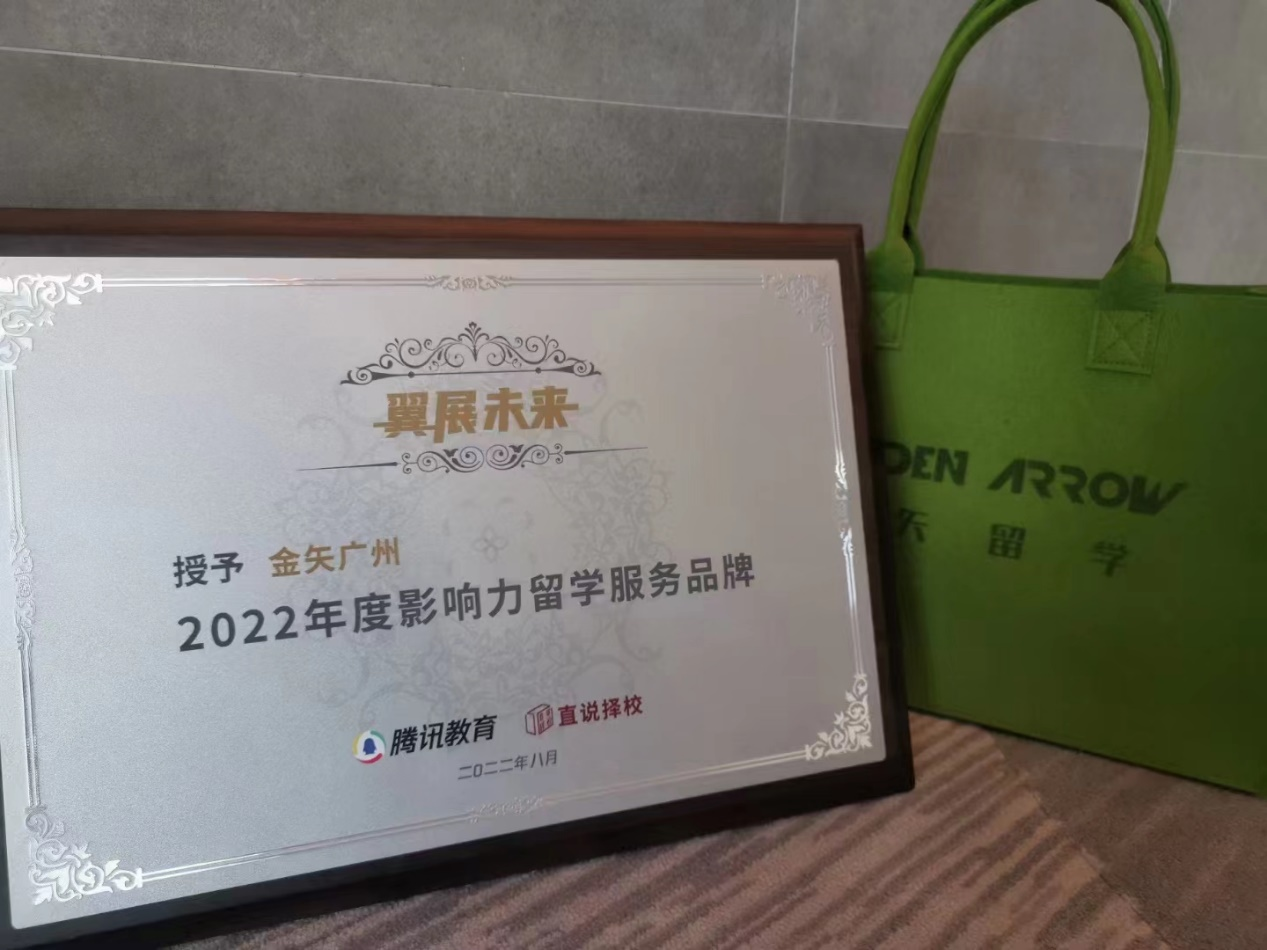 翼展未来
授予 金矢广州
2022年度影响力留学服务品牌
腾讯教育 直说择校
二〇二二年八月
DEN ARROW
矢留学